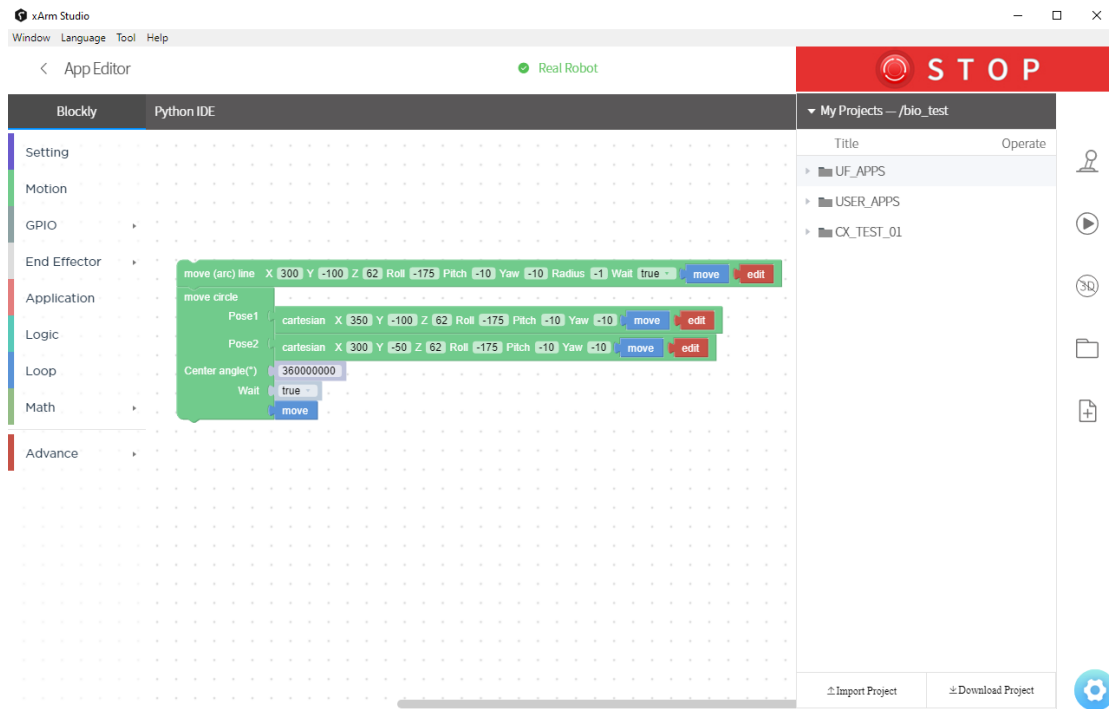 xArm Studio
Window Language Tool Help
App Editor
Real Robot
STOP
Blockly
Python IDE
My Projects — /bio_test
Title Operate
Setting
Motion
GPIO
End Effector
Application
Logic
Loop
Math
Advance
UF_APPS
USER_APPS
CX_TEST_01
3D
move (arc) line X 300 Y -100 Z 62 Roll -175 Pitch -10 Yaw -10 Radius -1 Wait true move edit
move circle
Pose1 cartesian X 350 Y -100 Z 62 Roll -175 Pitch -10 Yaw -10 move edit
Pose2 cartesian X 300 Y -50 Z 62 Roll -175 Pitch -10 Yaw -10 move edit
Center angle(°) 360000000
Wait true
move
Import Project
Download Project